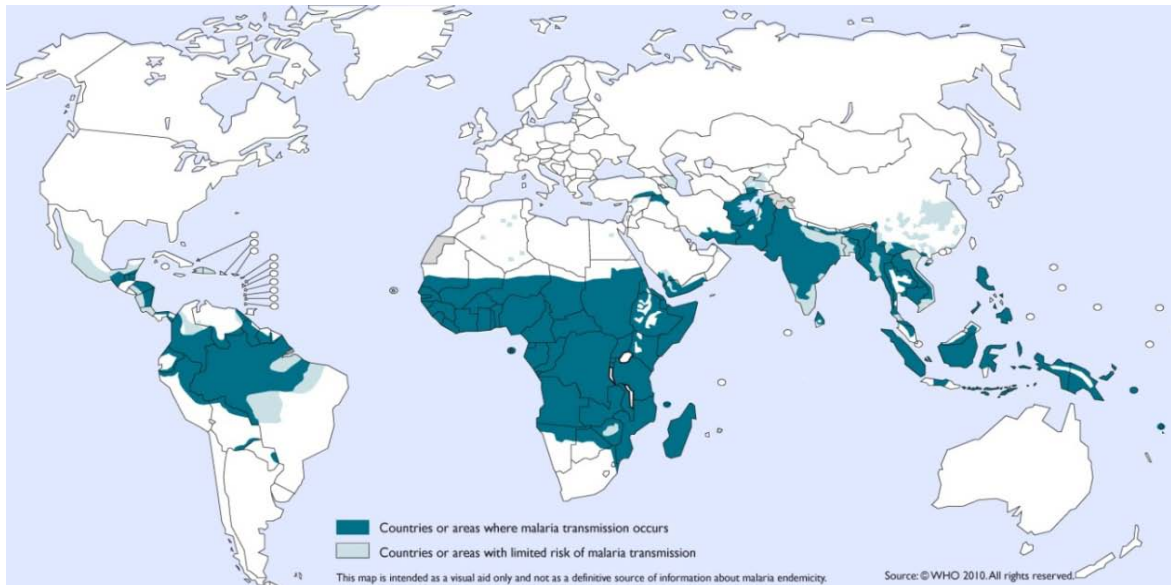 Countries or areas where malaria transmission occurs
Countries or areas with limited risk of malaria transmission
This map is intended as a visual aid only and not as a definitive source of information about malaria endemicity.
Source: © WHO 2010. All rights reserved.